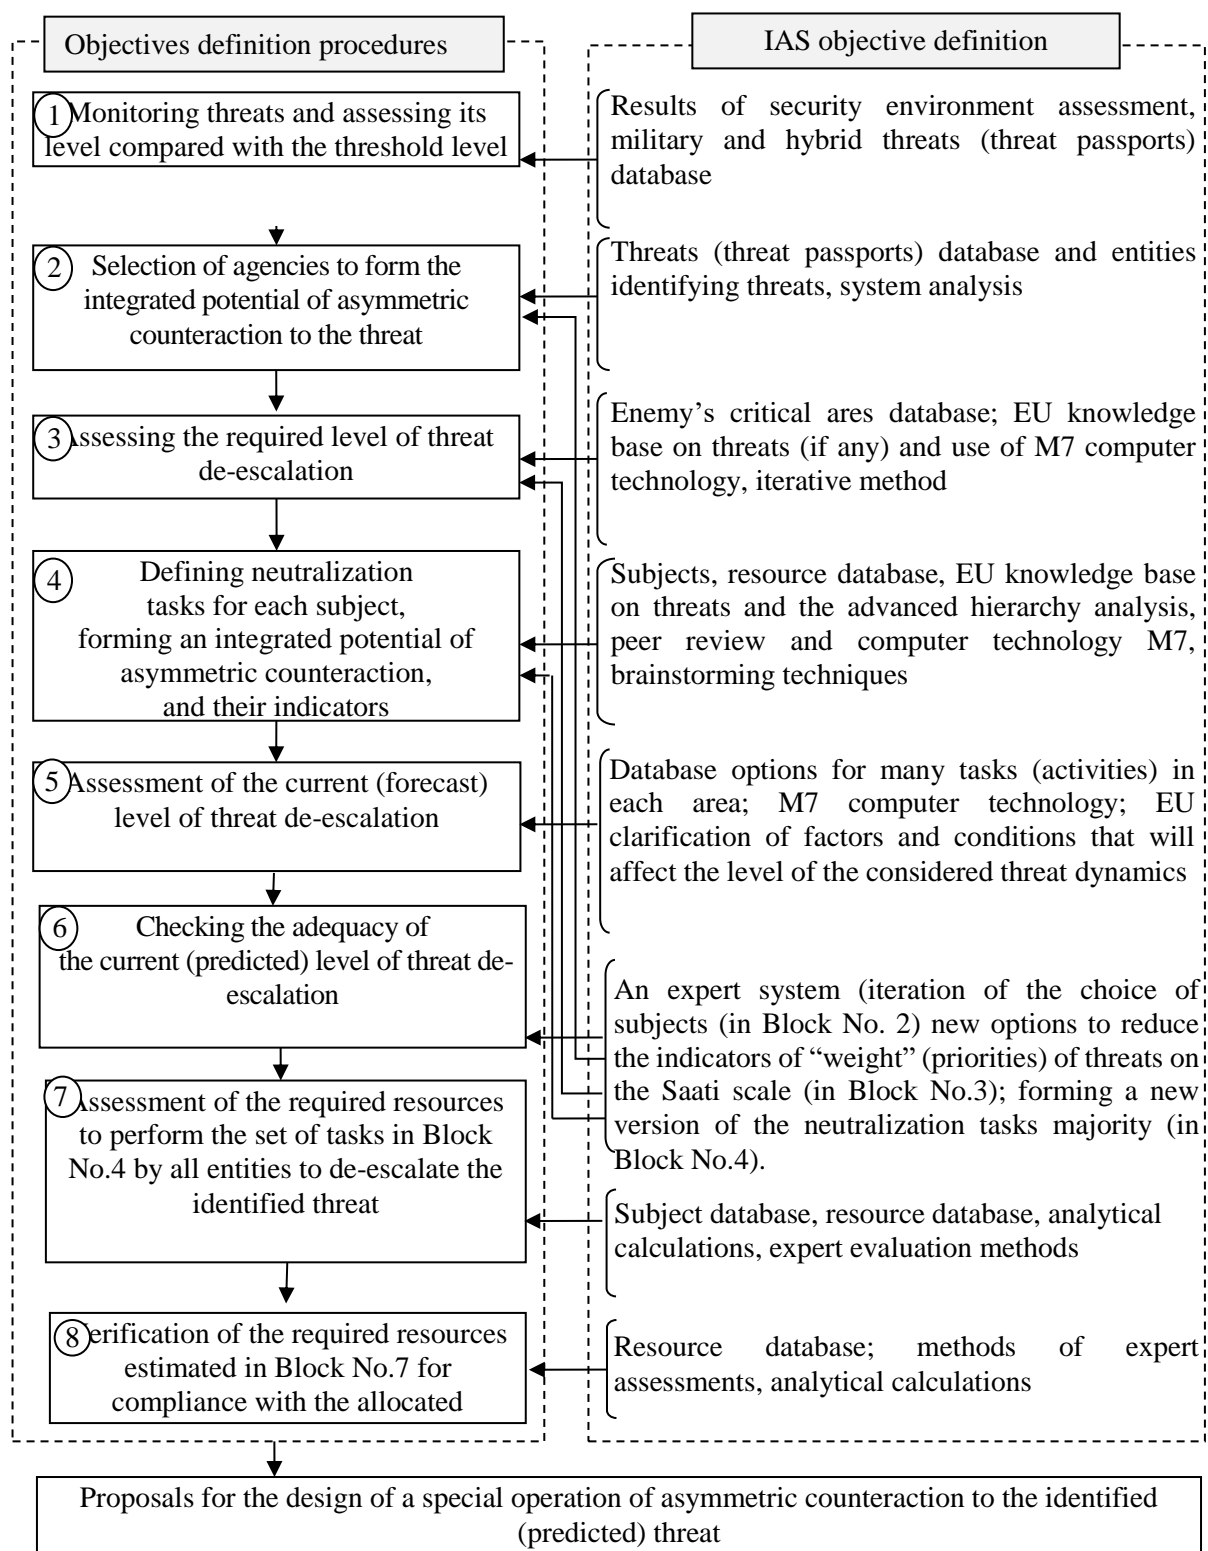 Objectives definition procedures
IAS objective definition
1
Monitoring threats and assessing its
level compared with the threshold level
Results of security environment assessment,
military and hybrid threats (threat passports)
database
2
Selection of agencies to form the
integrated potential of asymmetric
counteraction to the threat
Threats (threat passports) database and entities
identifying threats, system analysis
3
Assessing the required level of threat
de-escalation
Enemy's critical ares database; EU knowledge
base on threats (if any) and use of M7 computer
technology, iterative method
4
Defining neutralization
tasks for each subject,
forming an integrated potential of
asymmetric counteraction,
and their indicators
Subjects, resource database, EU knowledge base
on threats and the advanced hierarchy analysis,
peer review and computer technology M7,
brainstorming techniques
5
Assessment of the current (forecast)
level of threat de-escalation
Database options for many tasks (activities) in
each area; M7 computer technology; EU
clarification of factors and conditions that will
affect the level of the considered threat dynamics
6
Checking the adequacy of
the current (predicted) level of threat de-
escalation
An expert system (iteration of the choice of
subjects (in Block No. 2) new options to reduce
the indicators of “weight” (priorities) of threats on
the Saati scale (in Block No.3); forming a new
version of the neutralization tasks majority (in
Block No.4).
7
Assessment of the required resources
to perform the set of tasks in Block
No.4 by all entities to de-escalate the
identified threat
Subject database, resource database, analytical
calculations, expert evaluation methods
8
Verification of the required resources
estimated in Block No.7 for
compliance with the allocated
Resource database; methods of expert
assessments, analytical calculations
Proposals for the design of a special operation of asymmetric counteraction to the identified
(predicted) threat